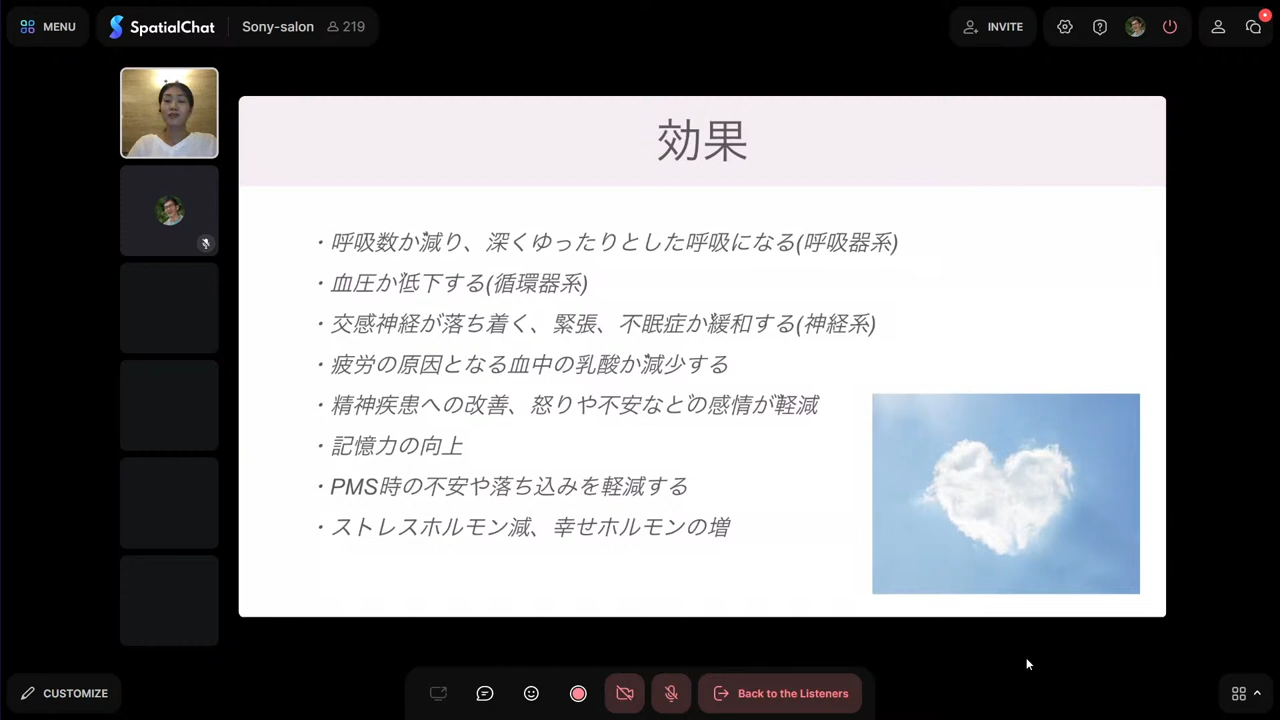 MENU
SpatialChat
Sony-salon 219
INVITE
効果
・呼吸数が減り、深くゆったりとした呼吸になる(呼吸器系)
・血圧が低下する(循環器系)
・交感神経が落ち着く、緊張、不眠症が緩和する(神経系)
・疲労の原因となる血中の乳酸が減少する
・精神疾患への改善、怒りや不安などの感情が軽減
・記憶力の向上
・PMS時の不安や落ち込みを軽減する
・ストレスホルモン減、幸せホルモンの増
CUSTOMIZE
Back to the Listeners